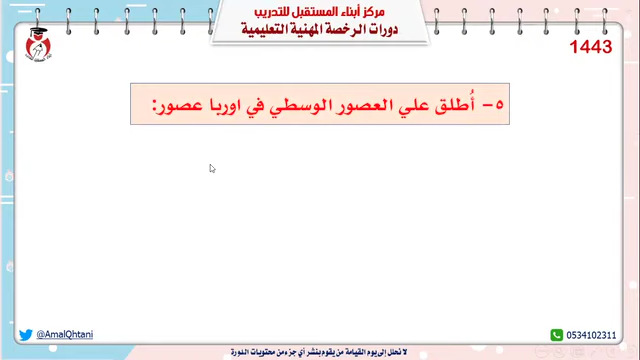 مركز أبناء المستقبل للتدريب
دورات الرخصة المهنية التعليمية
1443
٥- أُطلق علي العصور الوسطي في اوربا عصور:
@AmalQhtani
0534102311
لا نحلل إلى يوم القيامة من يقوم بنشر أي جزء من محتويات الدورة